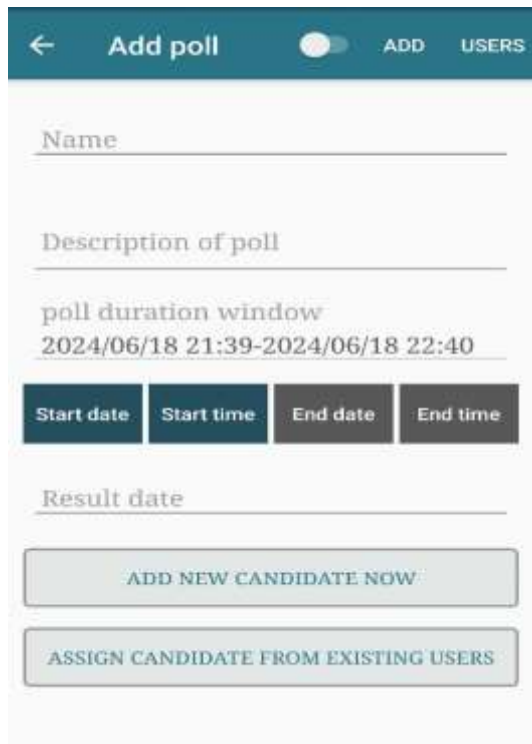 Add poll ADD USERS
Name
Description of poll
poll duration window
2024/06/18 21:39-2024/06/18 22:40
Start date Start time End date End time
Result date
ADD NEW CANDIDATE NOW
ASSIGN CANDIDATE FROM EXISTING USERS